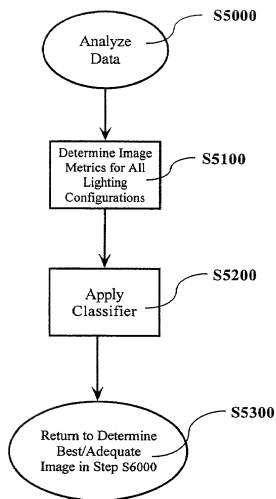 S5000
Analyze
Data
Determine Image
Metrics for All
Lighting
Configurations
S5100
Apply
Classifier
S5200
S5300
Return to Determine
Best/Adequate
Image in Step S6000